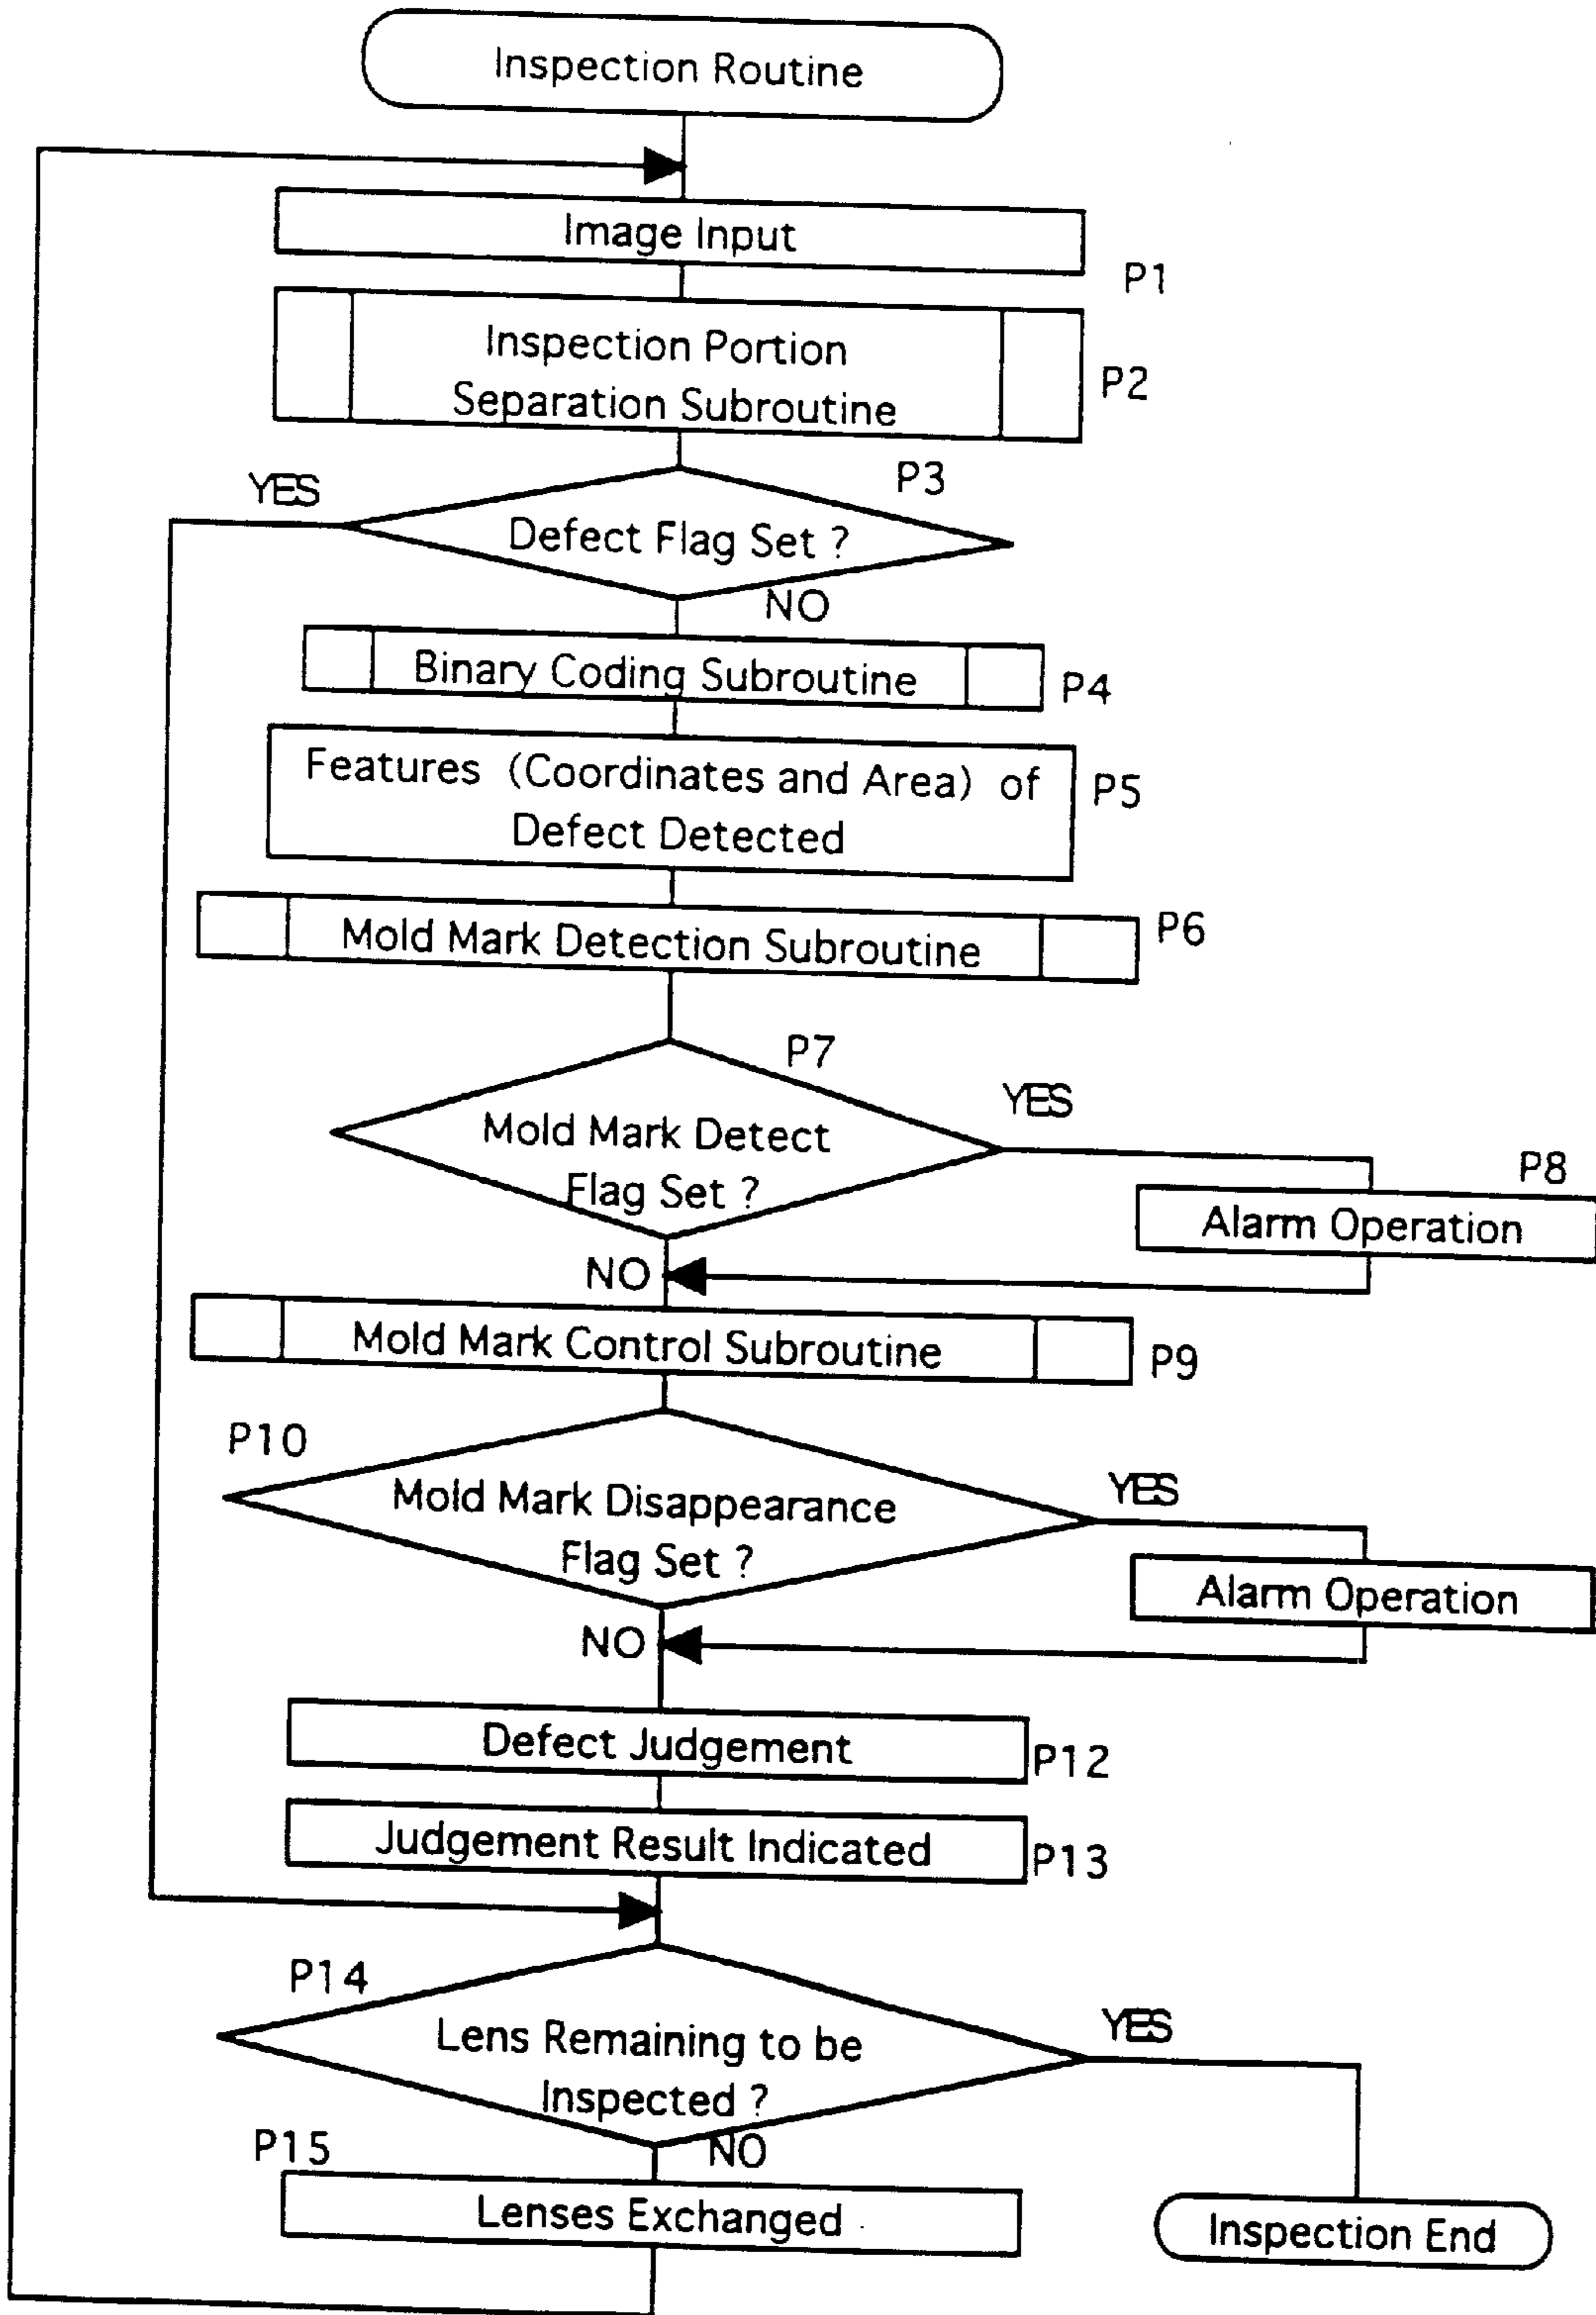 Inspection Routine
Image Input
P1
Inspection Portion
Separation Subroutine
P2
P3
YES
Defect Flag Set ?
NO
Binary Coding Subroutine
P4
Features (Coordinates and Area) of
Defect Detected
P5
Mold Mark Detection Subroutine
P6
P7
Mold Mark Detect
Flag Set ?
YES
P8
Alarm Operation
NO
Mold Mark Control Subroutine
P9
P10
Mold Mark Disappearance
Flag Set ?
YES
Alarm Operation
NO
Defect Judgement
P12
Judgement Result Indicated
P13
P14
Lens Remaining to be
Inspected ?
YES
NO
P15
Lenses Exchanged
Inspection End